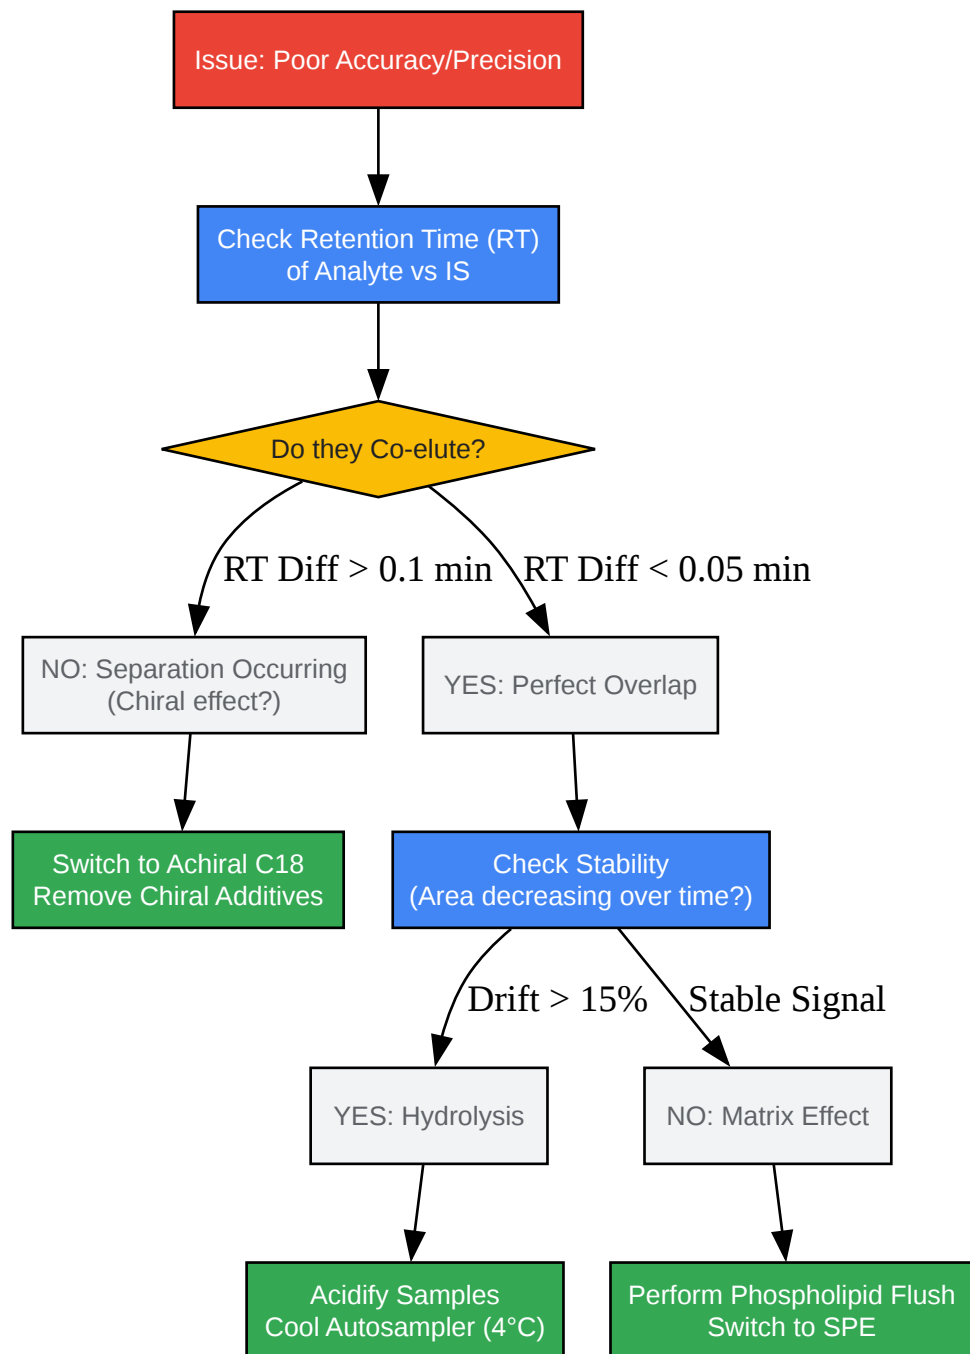 Issue: Poor Accuracy/Precision
Check Retention Time (RT)
of Analyte vs IS
Do they Co-elute?
RT Diff > 0.1 min
RT Diff < 0.05 min
NO: Separation Occurring
(Chiral effect?)
YES: Perfect Overlap
Switch to Achiral C18
Remove Chiral Additives
Check Stability
(Area decreasing over time?)
Drift > 15%
Stable Signal
YES: Hydrolysis
NO: Matrix Effect
Acidify Samples
Cool Autosampler (4°C)
Perform Phospholipid Flush
Switch to SPE